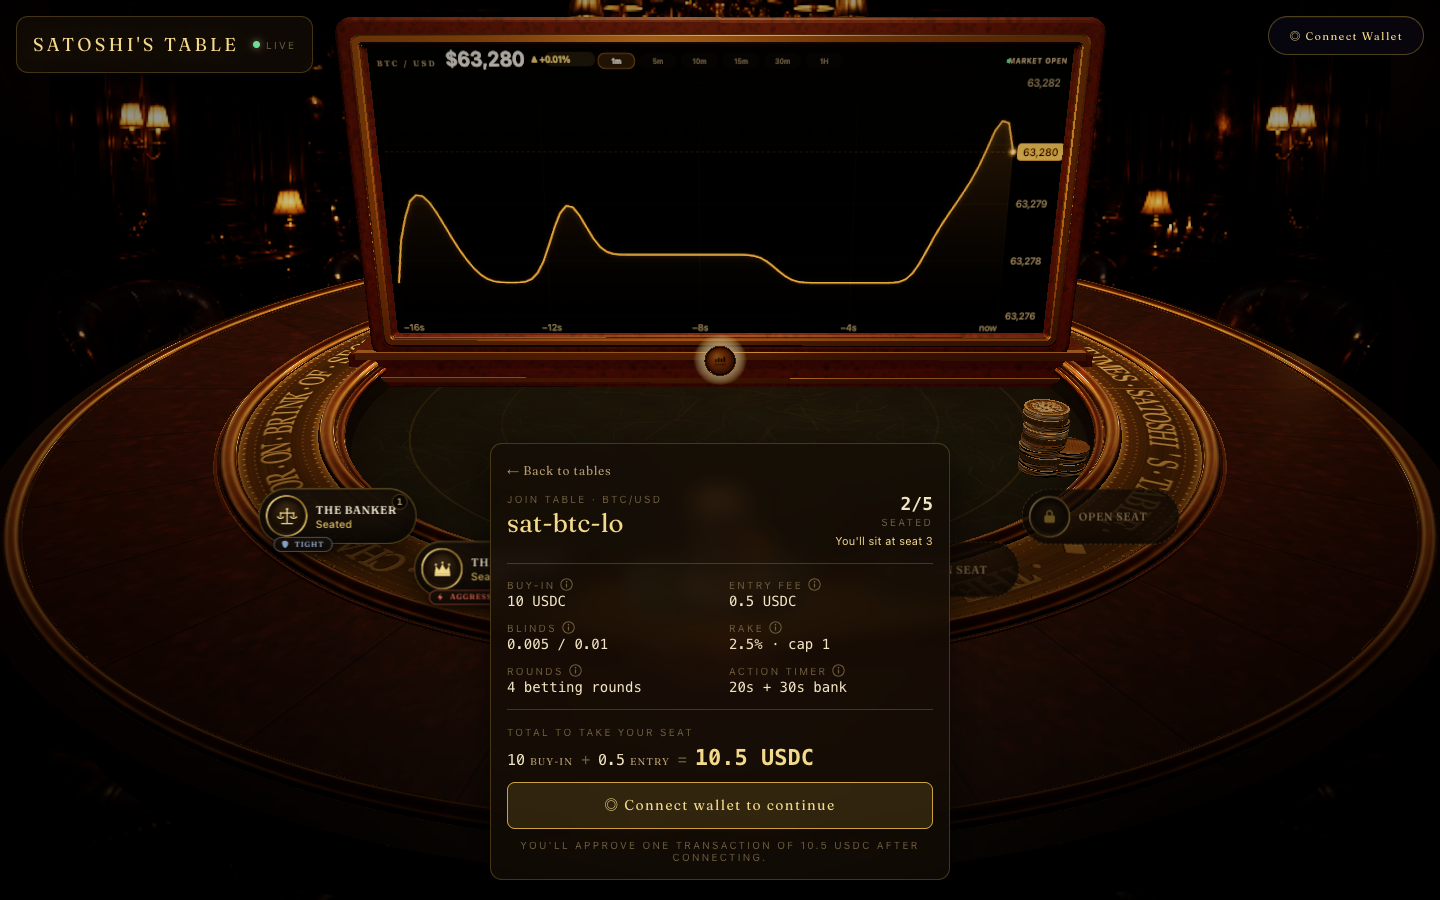 SATOSHI'S TABLE
LIVE
BTC / USD $63,280 ▲ +0.01% 1m 5m 10m 15m 30m 1H
MARKET OPEN
◎ Connect Wallet
63,282
63,280
63,279
63,278
63,276
−16s −12s −8s −4s now
THE BANKER 1
Seated
TIGHT
OPEN SEAT
SEAT
← Back to tables
JOIN TABLE · BTC/USD
sat-btc-lo
2/5
SEATED
You'll sit at seat 3
BUY-IN ⓘ
10 USDC
ENTRY FEE ⓘ
0.5 USDC
BLINDS ⓘ
0.005 / 0.01
RAKE ⓘ
2.5% · cap 1
ROUNDS ⓘ
4 betting rounds
ACTION TIMER ⓘ
20s + 30s bank
TOTAL TO TAKE YOUR SEAT
10 BUY-IN + 0.5 ENTRY = 10.5 USDC
◎ Connect wallet to continue
YOU'LL APPROVE ONE TRANSACTION OF 10.5 USDC AFTER
CONNECTING.